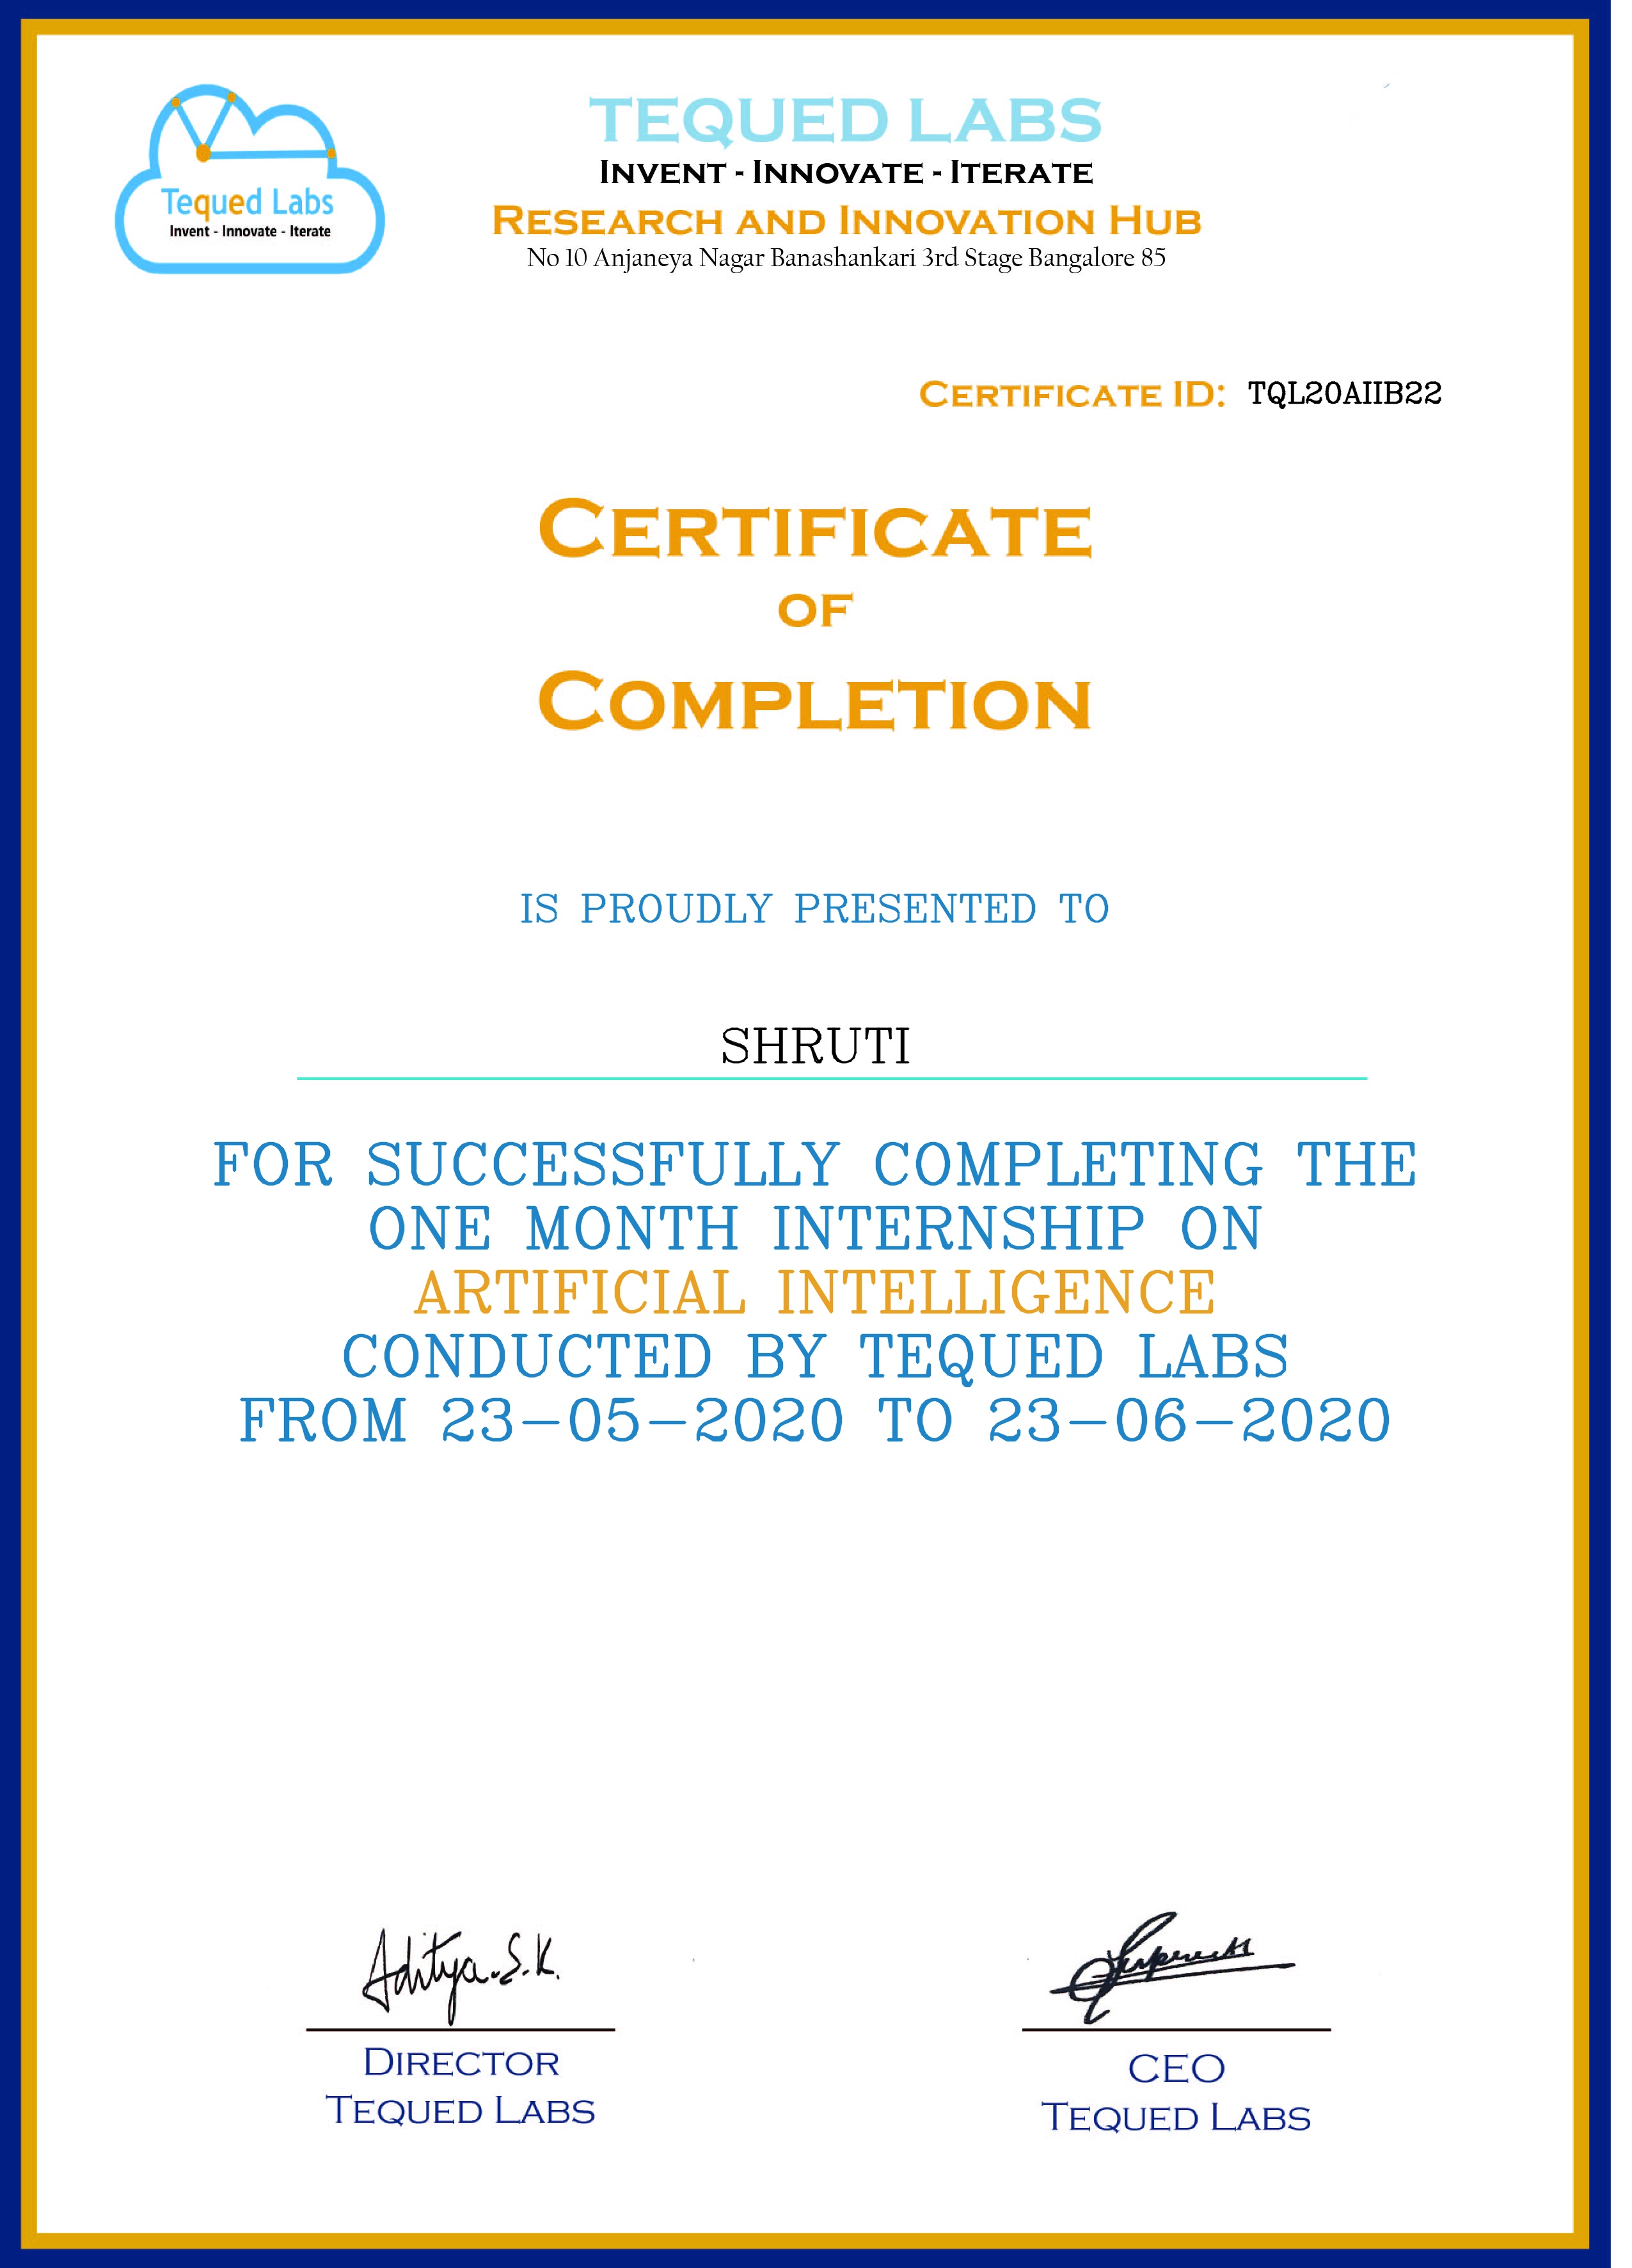 Tequed Labs
Invent - Innovate - Iterate
TEQUED LABS
INVENT - INNOVATE - ITERATE
RESEARCH AND INNOVATION HUB
No 10 Anjaneya Nagar Banashankari 3rd Stage Bangalore 85
CERTIFICATE ID: TQL20AIIB22
CERTIFICATE
OF
COMPLETION
IS PROUDLY PRESENTED TO
SHRUTI
FOR SUCCESSFULLY COMPLETING THE
ONE MONTH INTERNSHIP ON
ARTIFICIAL INTELLIGENCE
CONDUCTED BY TEQUED LABS
FROM 23-05-2020 TO 23-06-2020
Aditya.S.K.
DIRECTOR
TEQUED LABS
CEO
TEQUED LABS